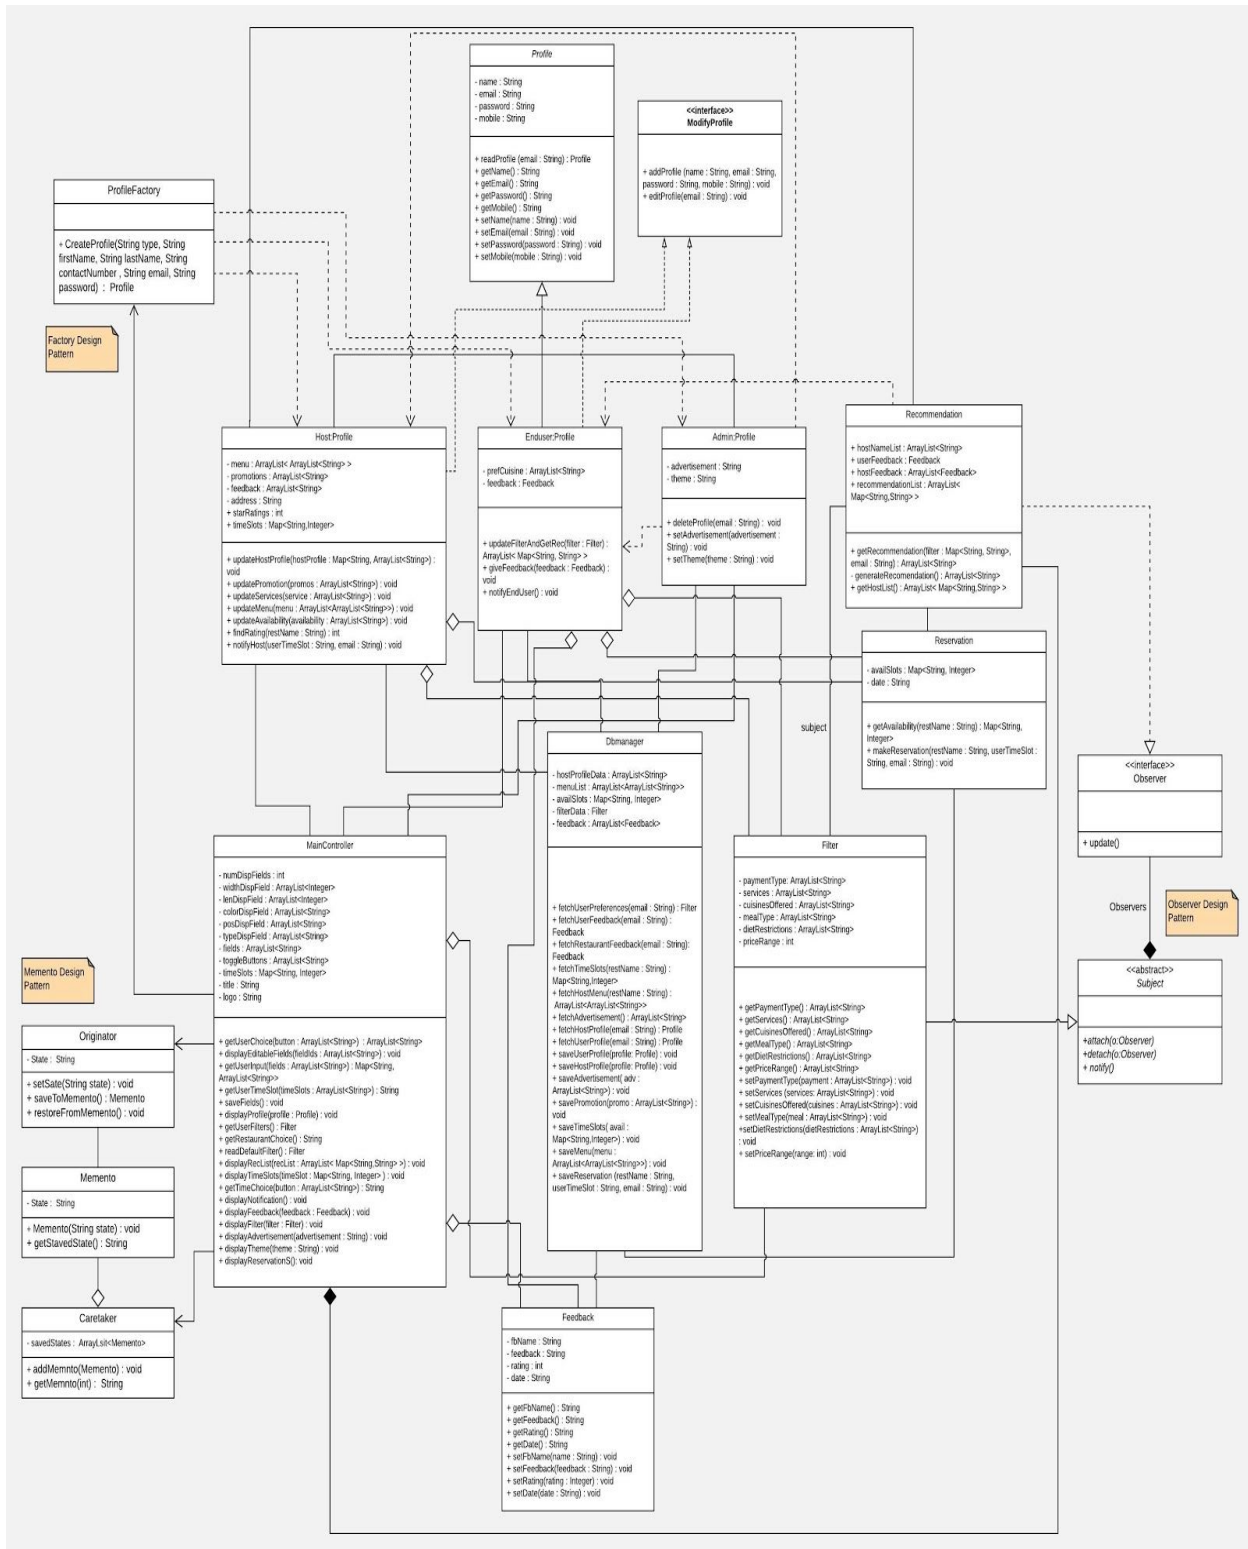 Profile
- name : String
- email : String
- password : String
- mobile : String
+ readProfile (email : String) : Profile
+ getName() : String
+ getEmail() : String
+ getPassword() : String
+ getMobile() : String
+ setName(name : String) : void
+ setEmail(email : String) : void
+ setPassword(password : String) : void
+ setMobile(mobile : String) : void
<<interface>>
ModifyProfile
+ addProfile (name : String, email : String,
password : String, mobile : String) : void
+ editProfile(email : String) : void
ProfileFactory
+ CreateProfile(String type, String
firstName, String lastName, String
contactNumber , String email, String
password) : Profile
Factory Design
Pattern
Host:Profile
- menu : ArrayList< ArrayList<String> >
- promotions : ArrayList<String>
- feedback : ArrayList<String>
- address : String
+ starRatings : int
+ timeSlots : Map<String,Integer>
+ updateHostProfile(hostProfile : Map<String, ArrayList<String>) :
void
+ updatePromotion(promos : ArrayList<String>) : void
+ updateServices(service : ArrayList<String>) : void
+ updateMenu(menu : ArrayList<ArrayList<String>>) : void
+ updateAvailability(availability : ArrayList<String>) : void
+ findRating(restName : String) : int
+ notifyHost(userTimeSlot : String, email : String) : void
Enduser:Profile
- prefCuisine : ArrayList<String>
- feedback : Feedback
+ updateFilterAndGetRec(filter : Filter) :
ArrayList< Map<String, String> >
+ giveFeedback(feedback : Feedback) :
void
+ notifyEndUser() : void
Admin:Profile
- advertisement : String
- theme : String
+ deleteProfile(email : String) : void
+ setAdvertisement(advertisement :
String) : void
+ setTheme(theme : String) : void
Recommendation
+ hostNameList : ArrayList<String>
+ userFeedback : Feedback
+ hostFeedback : ArrayList<Feedback>
+ recommendationList : ArrayList<
Map<String,String> >
+ getRecommendation(filter : Map<String, String>,
email : String) : ArrayList<String>
- generateRecomendation() : ArrayList<String>
+ getHostList() : ArrayList< Map<String,String> >
Reservation
- availSlots : Map<String, Integer>
- date : String
+ getAvailability(restName : String) : Map<String,
Integer>
+ makeReservation(restName : String, userTimeSlot :
String, email : String) : void
subject
<<interface>>
Observer
+ update()
Observers
Observer Design
Pattern
<<abstract>>
Subject
+attach(o:Observer)
+detach(o:Observer)
+ notify()
Dbmanager
- hostProfileData : ArrayList<String>
- menuList : ArrayList<ArrayList<String>>
- availSlots : Map<String, Integer>
- filterData : Filter
- feedback : ArrayList<Feedback>
+ fetchUserPreferences(email : String) : Filter
+ fetchUserFeedback(email : String) :
Feedback
+ fetchRestaurantFeedback(email : String):
Feedback
+ fetchTimeSlots(restName : String) :
Map<String,Integer>
+ fetchHostMenu(restName : String) :
ArrayList<ArrayList<String>>
+ fetchAdvertisement() : ArrayList<String>
+ fetchHostProfile(email : String) : Profile
+ fetchUserProfile(email : String) : Profile
+ saveUserProfile(profile: Profile) : void
+ saveHostProfile(profile: Profile) : void
+ saveAdvertisement( adv :
ArrayList<String>) : void
+ savePromotion(promo : ArrayList<String>) :
void
+ saveTimeSlots( avail :
Map<String,Integer>) : void
+ saveMenu(menu :
ArrayList<ArrayList<String>>) : void
+ saveReservation (restName : String,
userTimeSlot : String, email : String) : void
Filter
- paymentType: ArrayList<String>
- services : ArrayList<String>
- cuisinesOffered : ArrayList<String>
- mealType : ArrayList<String>
- dietRestrictions : ArrayList<String>
- priceRange : int
+ getPaymentType() : ArrayList<String>
+ getServices() : ArrayList<String>
+ getCuisinesOffered() : ArrayList<String>
+ getMealType() : ArrayList<String>
+ getDietRestrictions() : ArrayList<String>
+ getPriceRange() : ArrayList<String>
+ setPaymentType(payment : ArrayList<String>) : void
+ setServices (services: ArrayList<String>) : void
+ setCuisinesOffered(cuisines : ArrayList<String>) : void
+ setMealType(meal : ArrayList<String>) : void
+setDietRestrictions(dietRestrictions : ArrayList<String>)
: void
+ setPriceRange(range: int) : void
MainController
- numDispFields : int
- widthDispField : ArrayList<Integer>
- lenDispField : ArrayList<Integer>
- colorDispField : ArrayList<String>
- posDispField : ArrayList<String>
- typeDispField : ArrayList<String>
- fields : ArrayList<String>
- toggleButtons : ArrayList<String>
- timeSlots : Map<String, Integer>
- title : String
- logo : String
+ getUserChoice(button : ArrayList<String>) : ArrayList<String>
+ displayEditableFields(fieldIds : ArrayList<String>) : void
+ getUserInput(fields : ArrayList<String>) : Map<String,
ArrayList<String>>
+ getUserTimeSlot(timeSlots : ArrayList<String>) : String
+ saveFields() : void
+ displayProfile(profile : Profile) : void
+ getUserFilters() : Filter
+ getRestaurantChoice() : String
+ readDefaultFilter() : Filter
+ displayRecList(recList : ArrayList< Map<String,String> >) : void
+ displayTimeSlots(timeSlot : Map<String, Integer> ) : void
+ getTimeChoice(button : ArrayList<String>) : String
+ displayNotification() : void
+ displayFeedback(feedback : Feedback) : void
+ displayFilter(filter : Filter) : void
+ displayAdvertisement(advertisement : String) : void
+ displayTheme(theme : String) : void
+ displayReservationS(): void
Memento Design
Pattern
Originator
- State : String
+ setSate(String state) : void
+ saveToMemento() : Memento
+ restoreFromMemento() : void
Memento
- State : String
+ Memento(String state) : void
+ getStavedState() : String
Caretaker
- savedStates : ArrayLsit<Memento>
+ addMemnto(Memento) : void
+ getMemnto(int) : String
Feedback
- fbName : String
- feedback : String
- rating : int
- date : String
+ getFbName() : String
+ getFeedback() : String
+ getRating() : String
+ getDate() : String
+ setFbName(name : String) : void
+ setFeedback(feedback : String) : void
+ setRating(rating : Integer) : void
+ setDate(date : String) : void